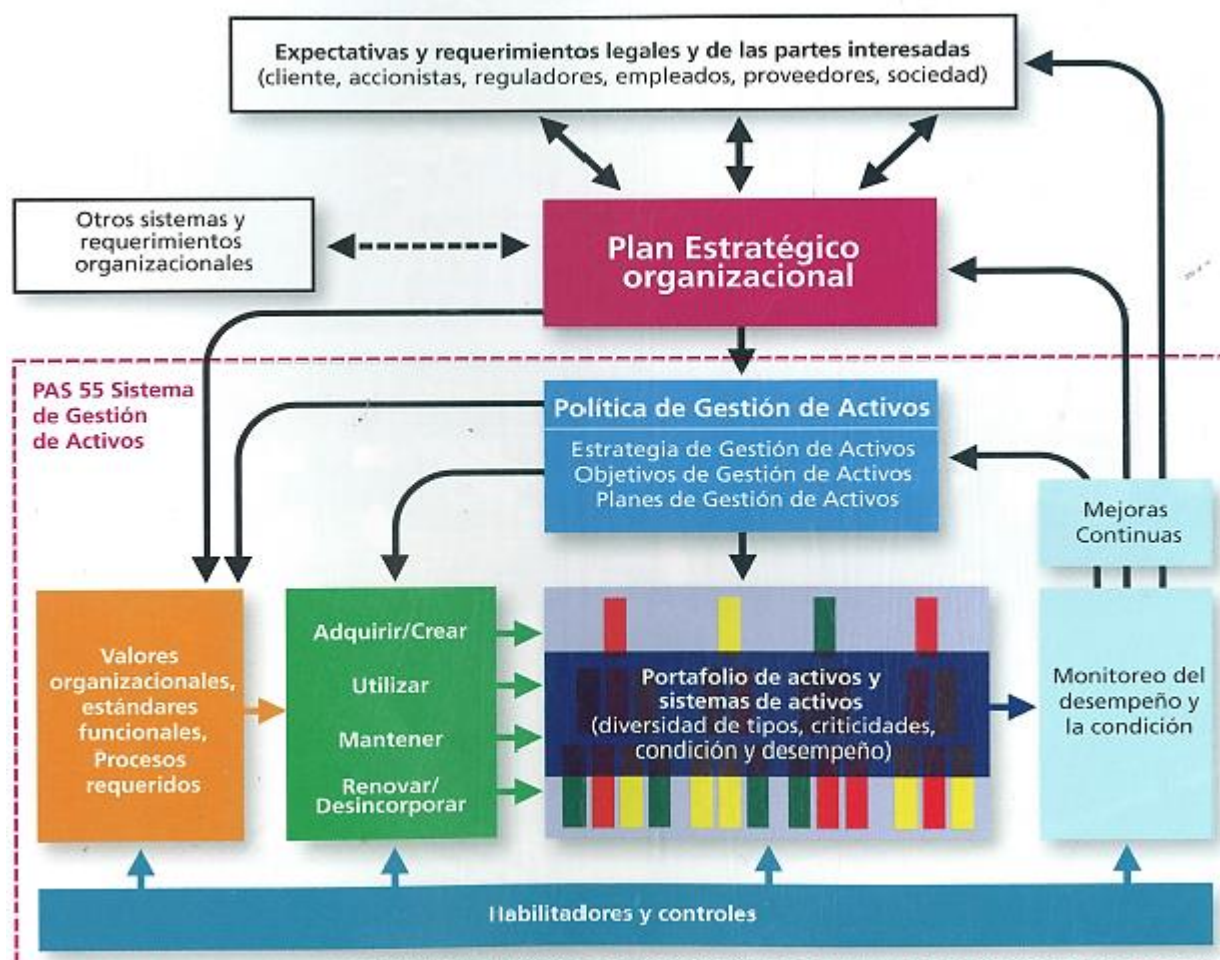 Expectativas y requerimientos legales y de las partes interesadas
(cliente, accionistas, reguladores, empleados, proveedores, sociedad)
Otros sistemas y
requerimientos
organizacionales
Plan Estratégico
organizacional
PAS 55 Sistema
de Gestión
de Activos
Política de Gestión de Activos
Estrategia de Gestión de Activos
Objetivos de Gestión de Activos
Planes de Gestión de Activos
Mejoras
Continuas
Valores
organizacionales,
estándares
funcionales,
Procesos
requeridos
Adquirir/Crear
Utilizar
Mantener
Renovar/
Desincorporar
Portafolio de activos y
sistemas de activos
(diversidad de tipos, criticidades,
condición y desempeño)
Monitoreo del
desempeño y
la condición
Habilitadores y controles